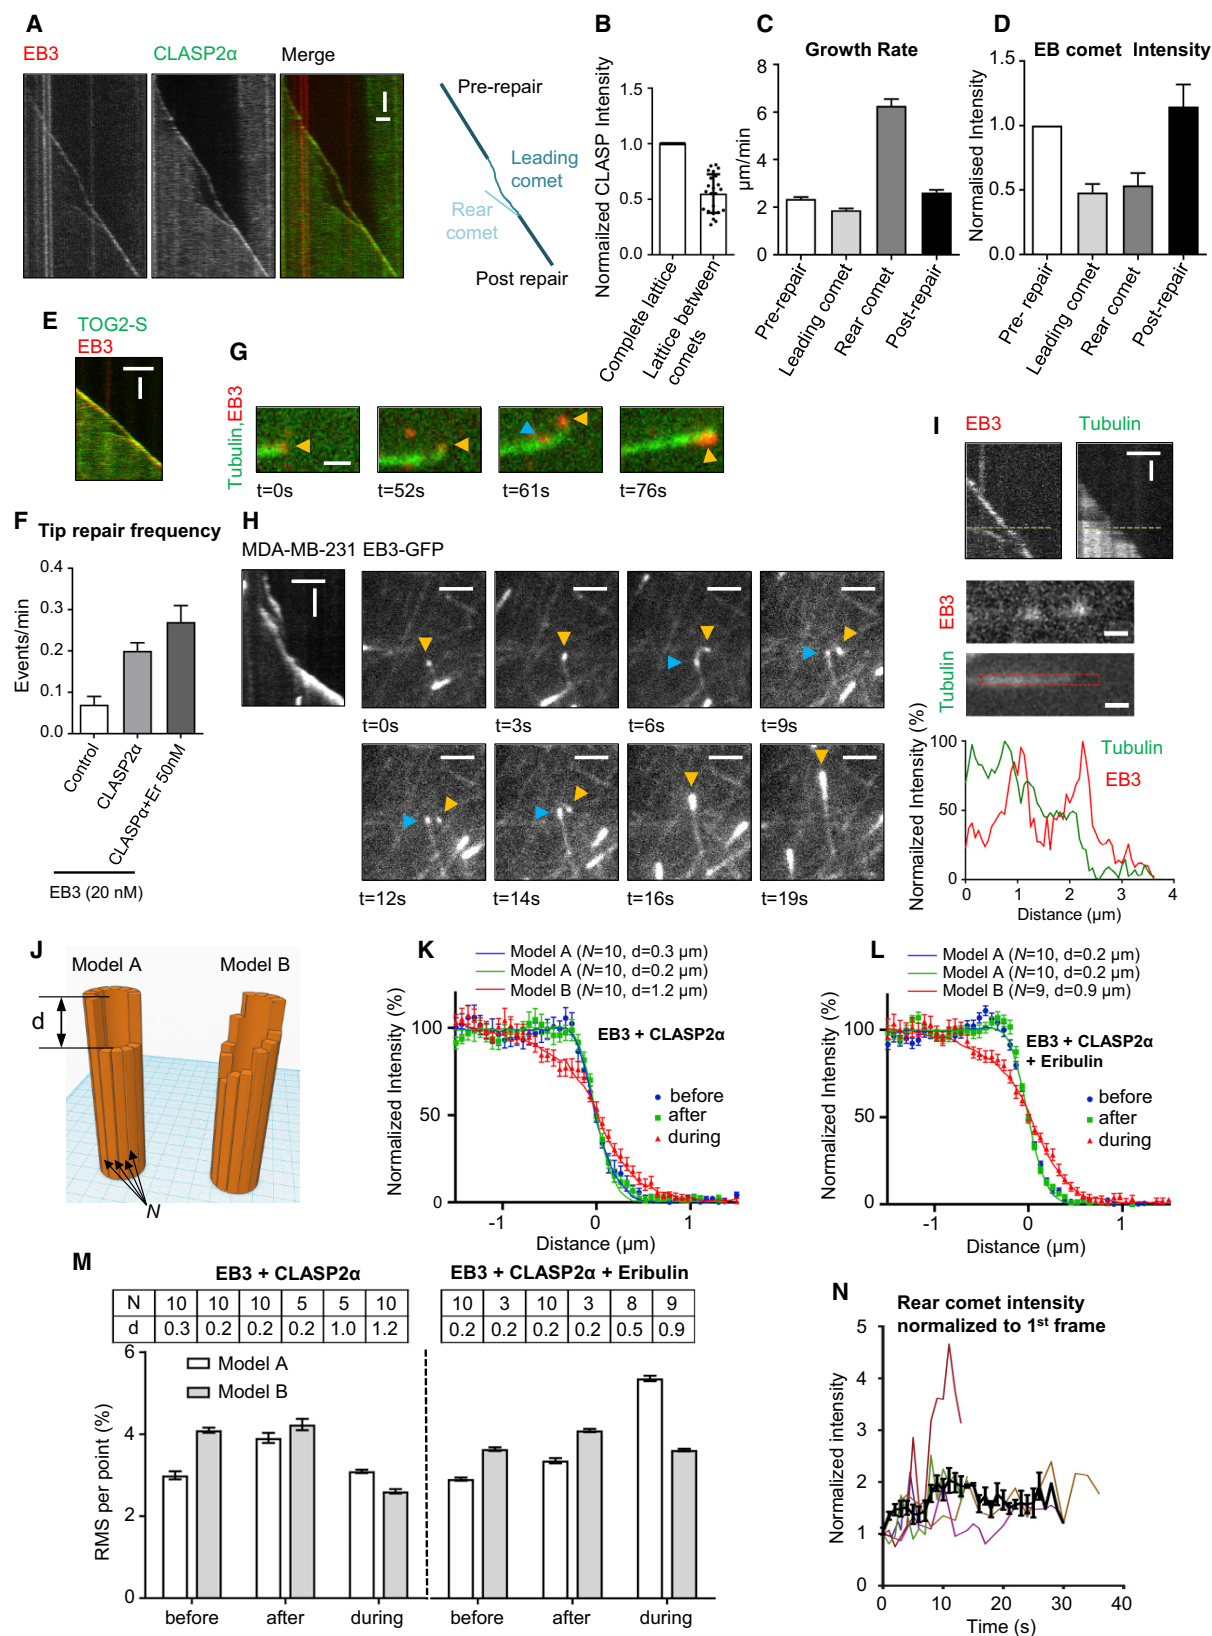 A
EB3
CLASP2α
Merge
Pre-repair
Leading
comet
Rear
comet
Post repair
B
Normalized CLASP Intensity
1.5
1.0
0.5
0.0
Complete lattice
Lattice between
comets
C
Growth Rate
µm/min
8
6
4
2
0
Pre-repair
Leading comet
Rear comet
Post-repair
D
EB comet Intensity
Normalised Intensity
1.5
1.0
0.5
0.0
Pre- repair
Leading comet
Rear comet
Post-repair
E
TOG2-S
EB3
F
Tip repair frequency
Events/min
0.4
0.3
0.2
0.1
0.0
Control
CLASP2α
CLASPα+Er 50nM
EB3 (20 nM)
G
Tubulin,EB3
t=0s
t=52s
t=61s
t=76s
H
MDA-MB-231 EB3-GFP
t=0s
t=3s
t=6s
t=9s
t=12s
t=14s
t=16s
t=19s
I
EB3
Tubulin
EB3
Tubulin
Normailzed Intensity (%)
100
50
0
Tubulin
EB3
0
1
2
3
4
Distance (µm)
J
Model A
Model B
d
N
K
Model A (N=10, d=0.3 µm)
Model A (N=10, d=0.2 µm)
Model B (N=10, d=1.2 µm)
Normalized Intensity (%)
100
50
0
EB3 + CLASP2α
before
after
during
-1
0
1
Distance (µm)
L
Model A (N=10, d=0.2 µm)
Model A (N=10, d=0.2 µm)
Model B (N=9, d=0.9 µm)
Normalized Intensity (%)
100
50
0
EB3 + CLASP2α
+ Eribulin
before
after
during
-1
0
1
Distance (µm)
M
EB3 + CLASP2α
EB3 + CLASP2α + Eribulin
N 10 10 10 5 5 10
d 0.3 0.2 0.2 0.2 1.0 1.2
10 3 10 3 8 9
0.2 0.2 0.2 0.2 0.5 0.9
RMS per point (%)
6
4
2
0
Model A
Model B
before
after
during
before
after
during
N
Rear comet intensity
normalized to 1st frame
Normalized intensity
5
4
3
2
1
0
0
10
20
30
40
Time (s)